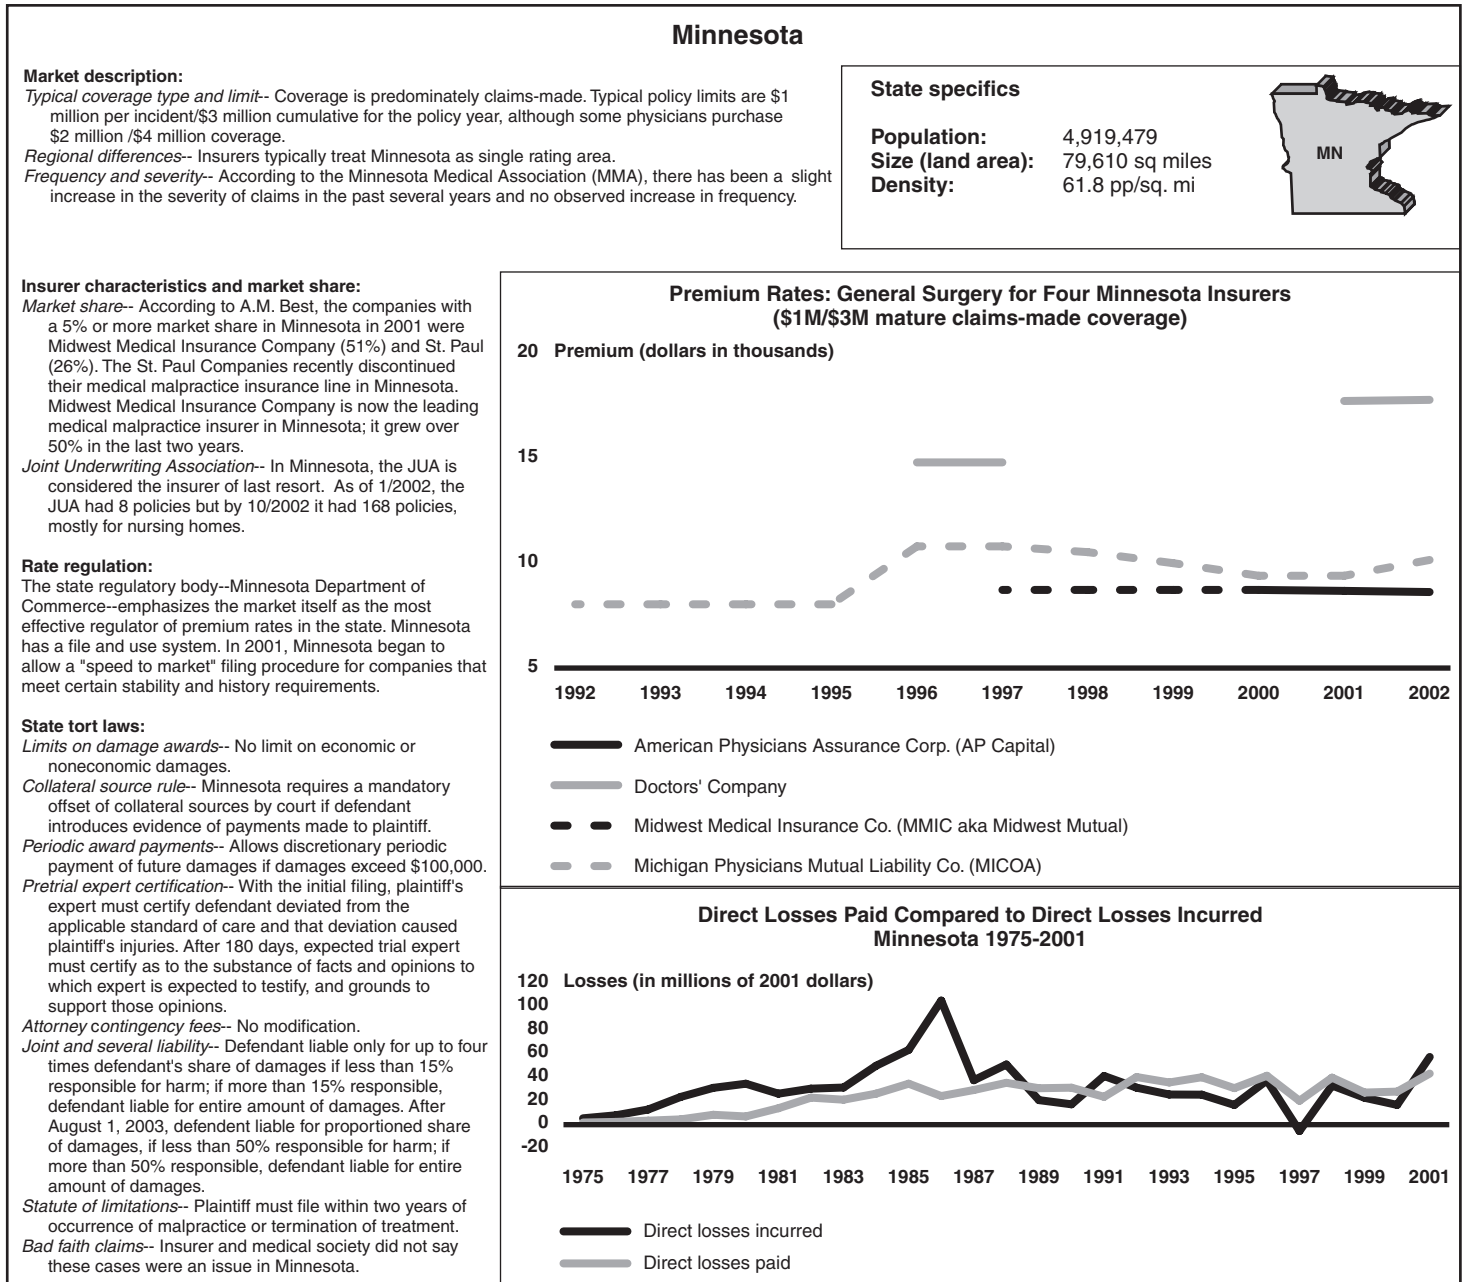 Minnesota
Market description:
Typical coverage type and limit-- Coverage is predominately claims-made. Typical policy limits are $1
million per incident/$3 million cumulative for the policy year, although some physicians purchase
$2 million /$4 million coverage.
Regional differences-- Insurers typically treat Minnesota as single rating area.
Frequency and severity-- According to the Minnesota Medical Association (MMA), there has been a slight
increase in the severity of claims in the past several years and no observed increase in frequency.
State specifics
Population: 4,919,479
Size (land area): 79,610 sq miles
Density: 61.8 pp/sq. mi
MN
Insurer characteristics and market share:
Market share-- According to A.M. Best, the companies with
a 5% or more market share in Minnesota in 2001 were
Midwest Medical Insurance Company (51%) and St. Paul
(26%). The St. Paul Companies recently discontinued
their medical malpractice insurance line in Minnesota.
Midwest Medical Insurance Company is now the leading
medical malpractice insurer in Minnesota; it grew over
50% in the last two years.
Joint Underwriting Association-- In Minnesota, the JUA is
considered the insurer of last resort. As of 1/2002, the
JUA had 8 policies but by 10/2002 it had 168 policies,
mostly for nursing homes.
Rate regulation:
The state regulatory body--Minnesota Department of
Commerce--emphasizes the market itself as the most
effective regulator of premium rates in the state. Minnesota
has a file and use system. In 2001, Minnesota began to
allow a "speed to market" filing procedure for companies that
meet certain stability and history requirements.
State tort laws:
Limits on damage awards-- No limit on economic or
noneconomic damages.
Collateral source rule-- Minnesota requires a mandatory
offset of collateral sources by court if defendant
introduces evidence of payments made to plaintiff.
Periodic award payments-- Allows discretionary periodic
payment of future damages if damages exceed $100,000.
Pretrial expert certification-- With the initial filing, plaintiff's
expert must certify defendant deviated from the
applicable standard of care and that deviation caused
plaintiff's injuries. After 180 days, expected trial expert
must certify as to the substance of facts and opinions to
which expert is expected to testify, and grounds to
support those opinions.
Attorney contingency fees-- No modification.
Joint and several liability-- Defendant liable only for up to four
times defendant's share of damages if less than 15%
responsible for harm; if more than 15% responsible,
defendant liable for entire amount of damages. After
August 1, 2003, defendent liable for proportioned share
of damages, if less than 50% responsible for harm; if
more than 50% responsible, defendant liable for entire
amount of damages.
Statute of limitations-- Plaintiff must file within two years of
occurrence of malpractice or termination of treatment.
Bad faith claims-- Insurer and medical society did not say
these cases were an issue in Minnesota.
Premium Rates: General Surgery for Four Minnesota Insurers
($1M/$3M mature claims-made coverage)
20 Premium (dollars in thousands)
15
10
5
1992 1993 1994 1995 1996 1997 1998 1999 2000 2001 2002
American Physicians Assurance Corp. (AP Capital)
Doctors' Company
Midwest Medical Insurance Co. (MMIC aka Midwest Mutual)
Michigan Physicians Mutual Liability Co. (MICOA)
Direct Losses Paid Compared to Direct Losses Incurred
Minnesota 1975-2001
120 Losses (in millions of 2001 dollars)
100
80
60
40
20
0
-20
1975 1977 1979 1981 1983 1985 1987 1989 1991 1993 1995 1997 1999 2001
Direct losses incurred
Direct losses paid